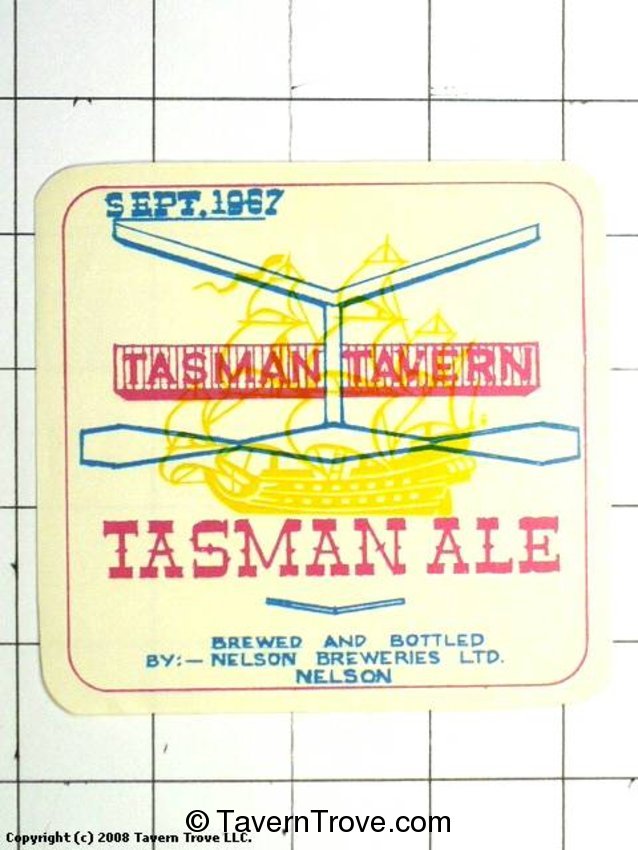 SEPT. 1967
TASMAN TAVERN
TASMAN ALE
BREWED AND BOTTLED
BY:— NELSON BREWERIES LTD.
NELSON
© TavernTrove.com
Copyright (c) 2008 Tavern Trove LLC.